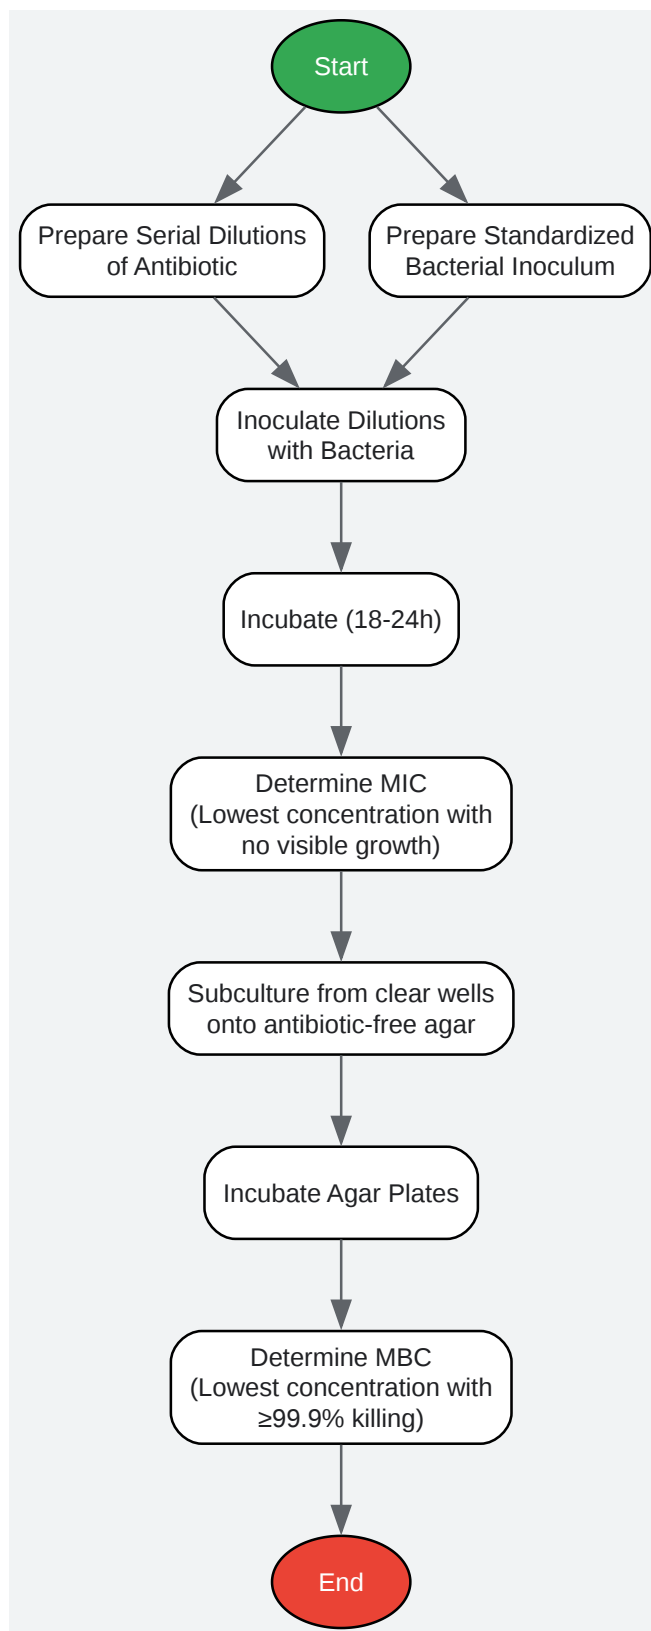 Start
Prepare Serial Dilutions
of Antibiotic
Prepare Standardized
Bacterial Inoculum
Inoculate Dilutions
with Bacteria
Incubate (18-24h)
Determine MIC
(Lowest concentration with
no visible growth)
Subculture from clear wells
onto antibiotic-free agar
Incubate Agar Plates
Determine MBC
(Lowest concentration with
≥99.9% killing)
End